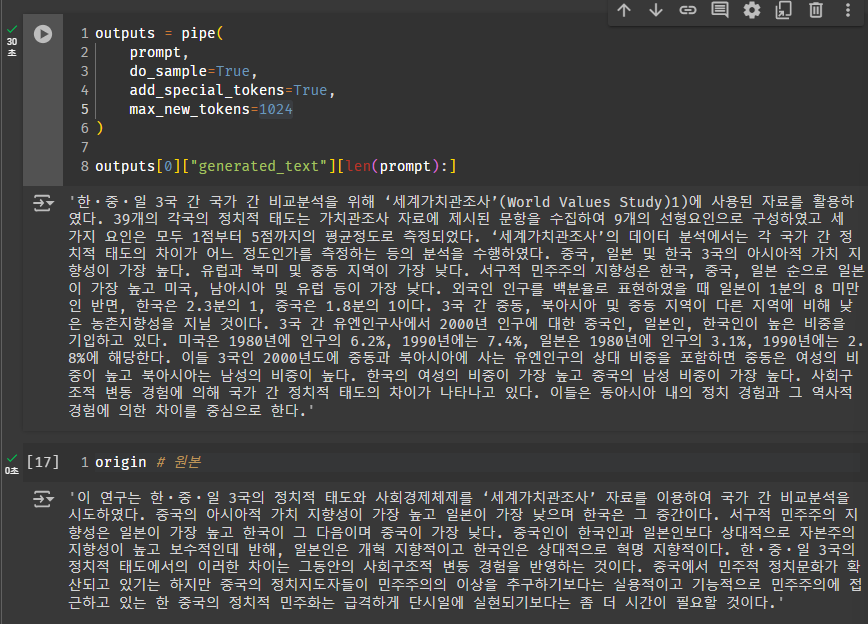 30
초
1 outputs = pipe(
2     prompt,
3     do_sample=True,
4     add_special_tokens=True,
5     max_new_tokens=1024
6 )
7
8 outputs[0]["generated_text"][len(prompt):]
'한·중·일 3국 간 국가 간 비교분석을 위해 ‘세계가치관조사’(World Values Study)1)에 사용된 자료를 활용하
였다. 39개의 각국의 정치적 태도는 가치관조사 자료에 제시된 문항을 수집하여 9개의 선형요인으로 구성하였고 세
가지 요인은 모두 1점부터 5점까지의 평균정도로 측정되었다. ‘세계가치관조사’의 데이터 분석에서는 각 국가 간 정
치적 태도의 차이가 어느 정도인가를 측정하는 등의 분석을 수행하였다. 중국, 일본 및 한국 3국의 아시아적 가치 지
향성이 가장 높다. 유럽과 북미 및 중동 지역이 가장 낮다. 서구적 민주주의 지향성은 한국, 중국, 일본 순으로 일본
이 가장 높고 미국, 남아시아 및 유럽 등이 가장 낮다. 외국인 인구를 백분율로 표현하였을 때 일본이 1분의 8 미만
인 반면, 한국은 2.3분의 1, 중국은 1.8분의 1이다. 3국 간 중동, 북아시아 및 중동 지역이 다른 지역에 비해 낮
은 농촌지향성을 지닐 것이다. 3국 간 유엔인구사에서 2000년 인구에 대한 중국인, 일본인, 한국인이 높은 비중을
기입하고 있다. 미국은 1980년에 인구의 6.2%, 1990년에는 7.4%, 일본은 1980년에 인구의 3.1%, 1990년에는 2.
8%에 해당한다. 이들 3국인 2000년도에 중동과 북아시아에 사는 유엔인구의 상대 비중을 포함하면 중동은 여성의 비
중이 높고 북아시아는 남성의 비중이 높다. 한국의 여성의 비중이 가장 높고 중국의 남성 비중이 가장 높다. 사회구
조적 변동 경험에 의해 국가 간 정치적 태도의 차이가 나타나고 있다. 이들은 동아시아 내의 정치 경험과 그 역사적
경험에 의한 차이를 중심으로 한다.'
0초
[17] 1 origin # 원본
'이 연구는 한·중·일 3국의 정치적 태도와 사회경제체제를 ‘세계가치관조사’ 자료를 이용하여 국가 간 비교분석을
시도하였다. 중국의 아시아적 가치 지향성이 가장 높고 일본이 가장 낮으며 한국은 그 중간이다. 서구적 민주주의 지
향성은 일본이 가장 높고 한국이 그 다음이며 중국이 가장 낮다. 중국인이 한국인과 일본인보다 상대적으로 자본주의
지향성이 높고 보수적인데 반해, 일본인은 개혁 지향적이고 한국인은 상대적으로 혁명 지향적이다. 한·중·일 3국의
정치적 태도에서의 이러한 차이는 그동안의 사회구조적 변동 경험을 반영하는 것이다. 중국에서 민주적 정치문화가 확
산되고 있기는 하지만 중국의 정치지도자들이 민주주의의 이상을 추구하기보다는 실용적이고 기능적으로 민주주의에 접
근하고 있는 한 중국의 정치적 민주화는 급격하게 단시일에 실현되기보다는 좀 더 시간이 필요할 것이다.'